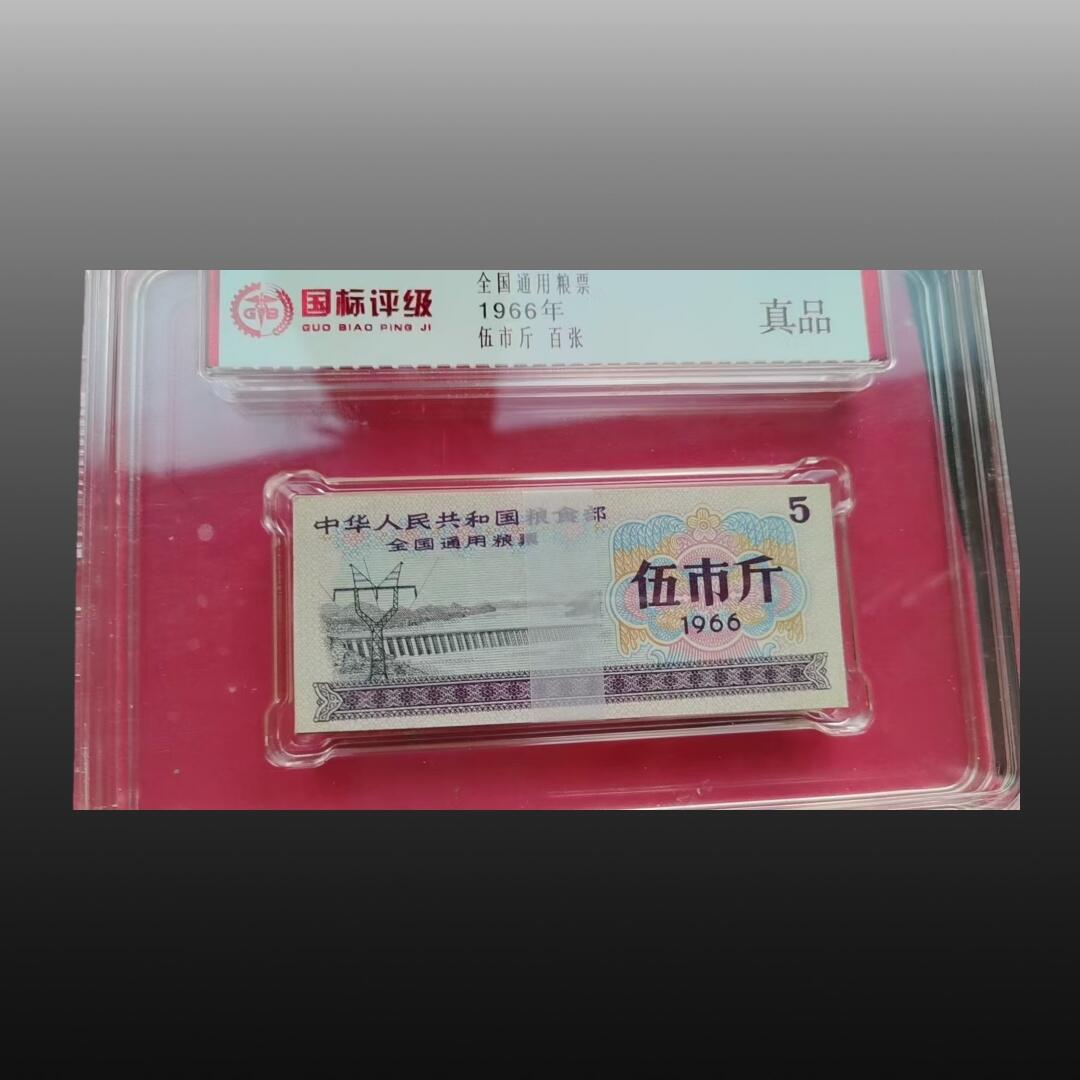 国标评级
GUO BIAO PING JI
GB
全国通用粮票
1966年
伍市斤 百张
真品
中华人民共和国粮食部
全国通用粮票
5
伍市斤
1966